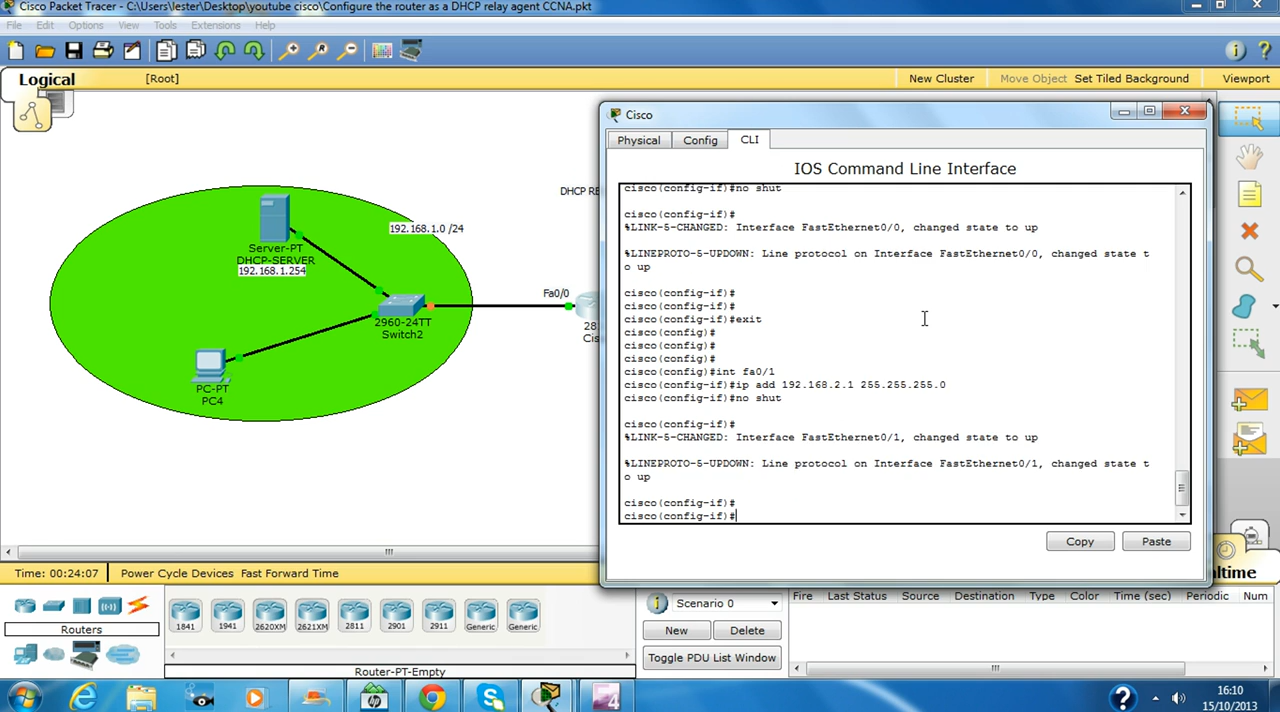 Cisco Packet Tracer - C:\Users\lester\Desktop\youtube cisco\Configure the router as a DHCP relay agent CCNA.pkt
File Edit Options View Tools Extensions Help
Logical [Root] New Cluster Move Object Set Tiled Background Viewport
DHCP RE
192.168.1.0 /24
Server-PT
DHCP-SERVER
192.168.1.254
Fa0/0
2960-24TT
Switch2
28
Cis
PC-PT
PC4
Cisco
Physical Config CLI
IOS Command Line Interface
cisco(config-if)#no shut
cisco(config-if)#
%LINK-5-CHANGED: Interface FastEthernet0/0, changed state to up
%LINEPROTO-5-UPDOWN: Line protocol on Interface FastEthernet0/0, changed state t
o up
cisco(config-if)#
cisco(config-if)#
cisco(config-if)#exit
cisco(config)#
cisco(config)#
cisco(config)#
cisco(config)#int fa0/1
cisco(config-if)#ip add 192.168.2.1 255.255.255.0
cisco(config-if)#no shut
cisco(config-if)#
%LINK-5-CHANGED: Interface FastEthernet0/1, changed state to up
%LINEPROTO-5-UPDOWN: Line protocol on Interface FastEthernet0/1, changed state t
o up
cisco(config-if)#
cisco(config-if)#
Copy Paste
Time: 00:24:07 Power Cycle Devices Fast Forward Time
ltime
Routers
1841 1941 2620XM 2621XM 2811 2901 2911 Generic Generic
Router-PT-Empty
Scenario 0
New Delete
Toggle PDU List Window
Fire Last Status Source Destination Type Color Time (sec) Periodic Num
16:10
15/10/2013